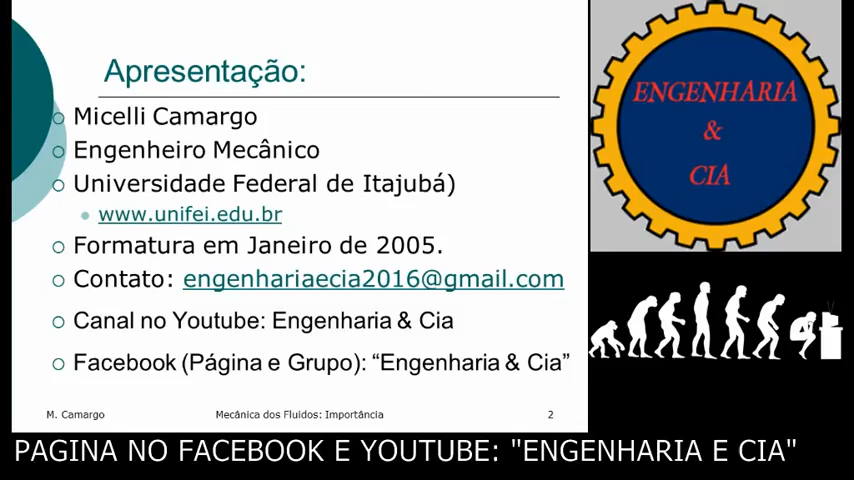 Apresentação:
Micelli Camargo
Engenheiro Mecânico
Universidade Federal de Itajubá)
www.unifei.edu.br
Formatura em Janeiro de 2005.
Contato: engenhariaecia2016@gmail.com
Canal no Youtube: Engenharia & Cia
Facebook (Página e Grupo): “Engenharia & Cia”
M. Camargo
Mecânica dos Fluidos: Importância
2
ENGENHARIA
&
CIA
PAGINA NO FACEBOOK E YOUTUBE: "ENGENHARIA E CIA"